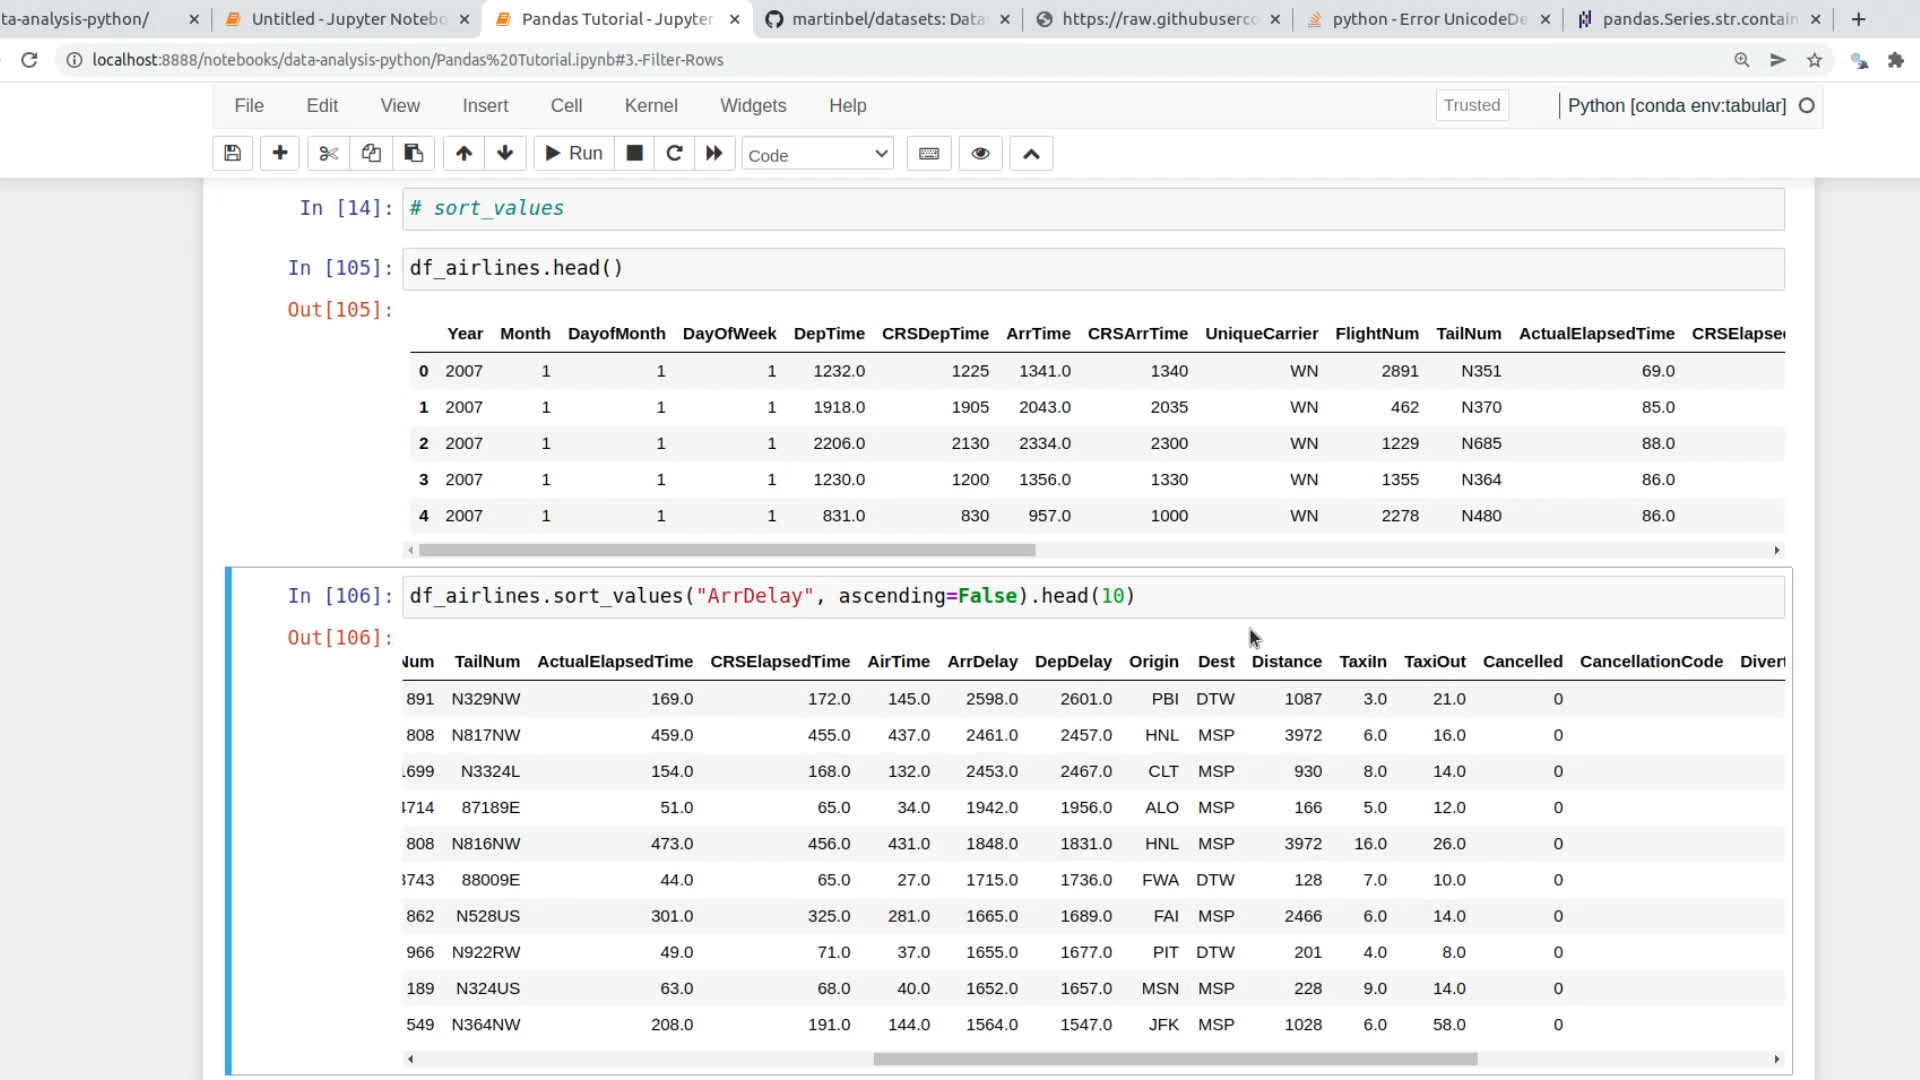 ta-analysis-python/ Untitled - Jupyter Notebo Pandas Tutorial - Jupyter martinbel/datasets: Data https://raw.githubuserco python - Error UnicodeDe pandas.Series.str.contain
localhost:8888/notebooks/data-analysis-python/Pandas%20Tutorial.ipynb#3.-Filter-Rows
File Edit View Insert Cell Kernel Widgets Help Trusted Python [conda env:tabular]
Run Code
In [14]: # sort_values
In [105]: df_airlines.head()
Out[105]:
Year Month DayofMonth DayOfWeek DepTime CRSDepTime ArrTime CRSArrTime UniqueCarrier FlightNum TailNum ActualElapsedTime CRSElapse
0 2007 1 1 1 1232.0 1225 1341.0 1340 WN 2891 N351 69.0
1 2007 1 1 1 1918.0 1905 2043.0 2035 WN 462 N370 85.0
2 2007 1 1 1 2206.0 2130 2334.0 2300 WN 1229 N685 88.0
3 2007 1 1 1 1230.0 1200 1356.0 1330 WN 1355 N364 86.0
4 2007 1 1 1 831.0 830 957.0 1000 WN 2278 N480 86.0
In [106]: df_airlines.sort_values("ArrDelay", ascending=False).head(10)
Out[106]:
Num TailNum ActualElapsedTime CRSElapsedTime AirTime ArrDelay DepDelay Origin Dest Distance TaxiIn TaxiOut Cancelled CancellationCode Divert
891 N329NW 169.0 172.0 145.0 2598.0 2601.0 PBI DTW 1087 3.0 21.0 0
808 N817NW 459.0 455.0 437.0 2461.0 2457.0 HNL MSP 3972 6.0 16.0 0
1699 N3324L 154.0 168.0 132.0 2453.0 2467.0 CLT MSP 930 8.0 14.0 0
4714 87189E 51.0 65.0 34.0 1942.0 1956.0 ALO MSP 166 5.0 12.0 0
808 N816NW 473.0 456.0 431.0 1848.0 1831.0 HNL MSP 3972 16.0 26.0 0
3743 88009E 44.0 65.0 27.0 1715.0 1736.0 FWA DTW 128 7.0 10.0 0
862 N528US 301.0 325.0 281.0 1665.0 1689.0 FAI MSP 2466 6.0 14.0 0
966 N922RW 49.0 71.0 37.0 1655.0 1677.0 PIT DTW 201 4.0 8.0 0
189 N324US 63.0 68.0 40.0 1652.0 1657.0 MSN MSP 228 9.0 14.0 0
549 N364NW 208.0 191.0 144.0 1564.0 1547.0 JFK MSP 1028 6.0 58.0 0